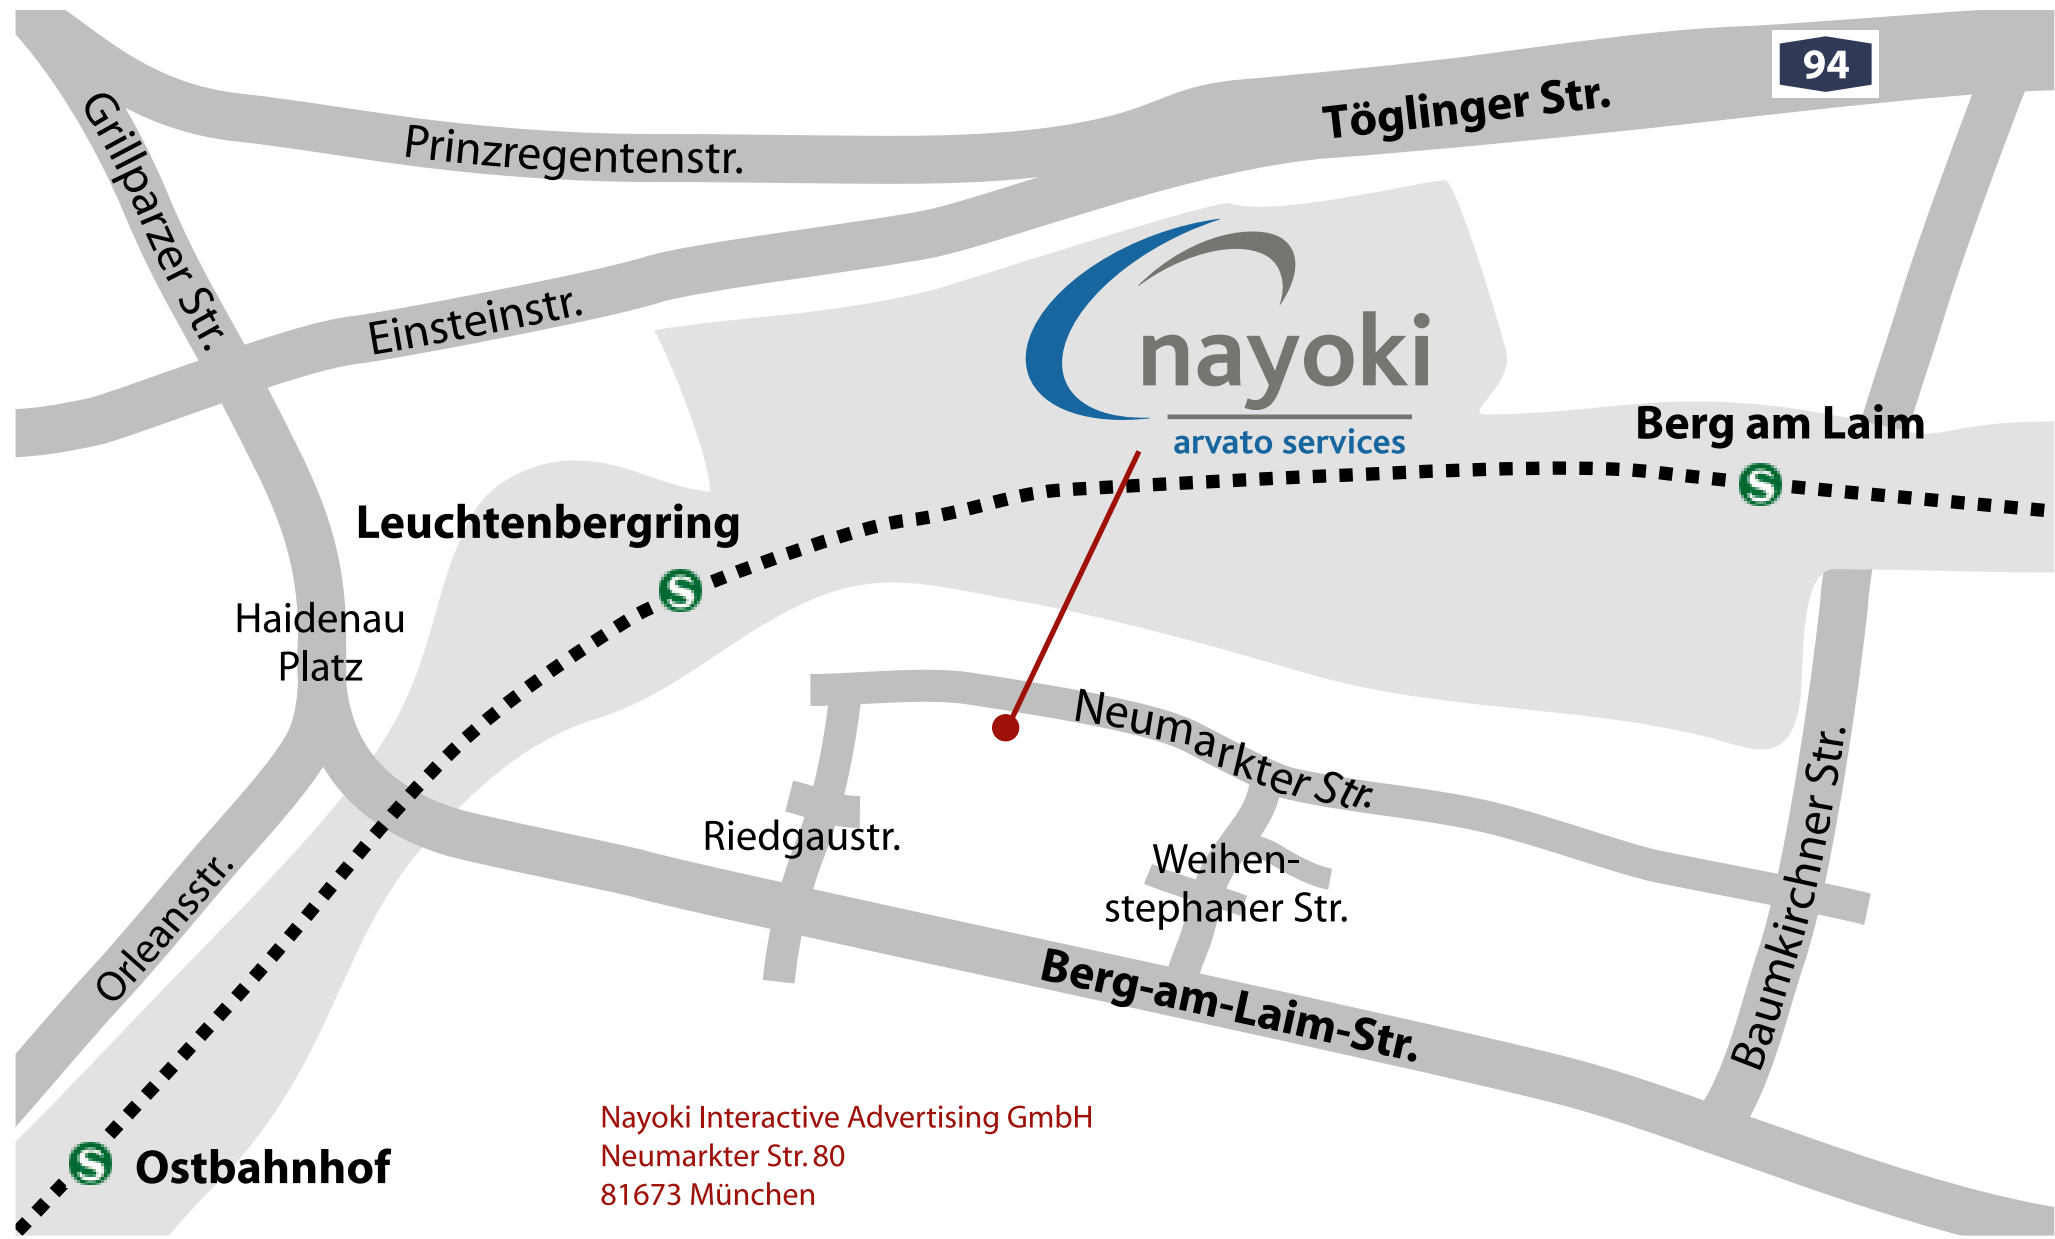 94
Töglinger Str.
Prinzregentenstr.
Grillparzer Str.
Einsteinstr.
nayoki
arvato services
Berg am Laim
S
Leuchtenbergring
S
Haidenau
Platz
Neumarkter Str.
Riedgaustr.
Weihen-
stephaner Str.
Baumkirchner Str.
Orleansstr.
Berg-am-Laim-Str.
S
Ostbahnhof
Nayoki Interactive Advertising GmbH
Neumarkter Str. 80
81673 München